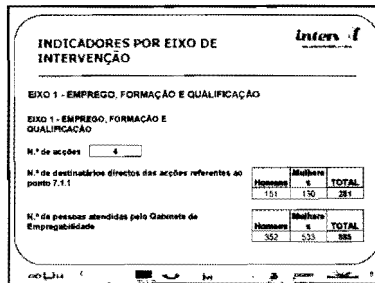 INDICADORES POR EIXO DE
INTERVENÇÃO
EIXO 1 - EMPREGO, FORMAÇÃO E QUALIFICAÇÃO
EIXO 1 - EMPREGO, FORMAÇÃO E
QUALIFICAÇÃO
N.º de acções 4
N.º de destinatários directos das acções referentes ao
ponto 7.1.1
Homens Mulheres TOTAL
151 130 281
N.º de pessoas atendidas pelo Gabinete de
Empregabilidade
Homens Mulheres TOTAL
352 533 885